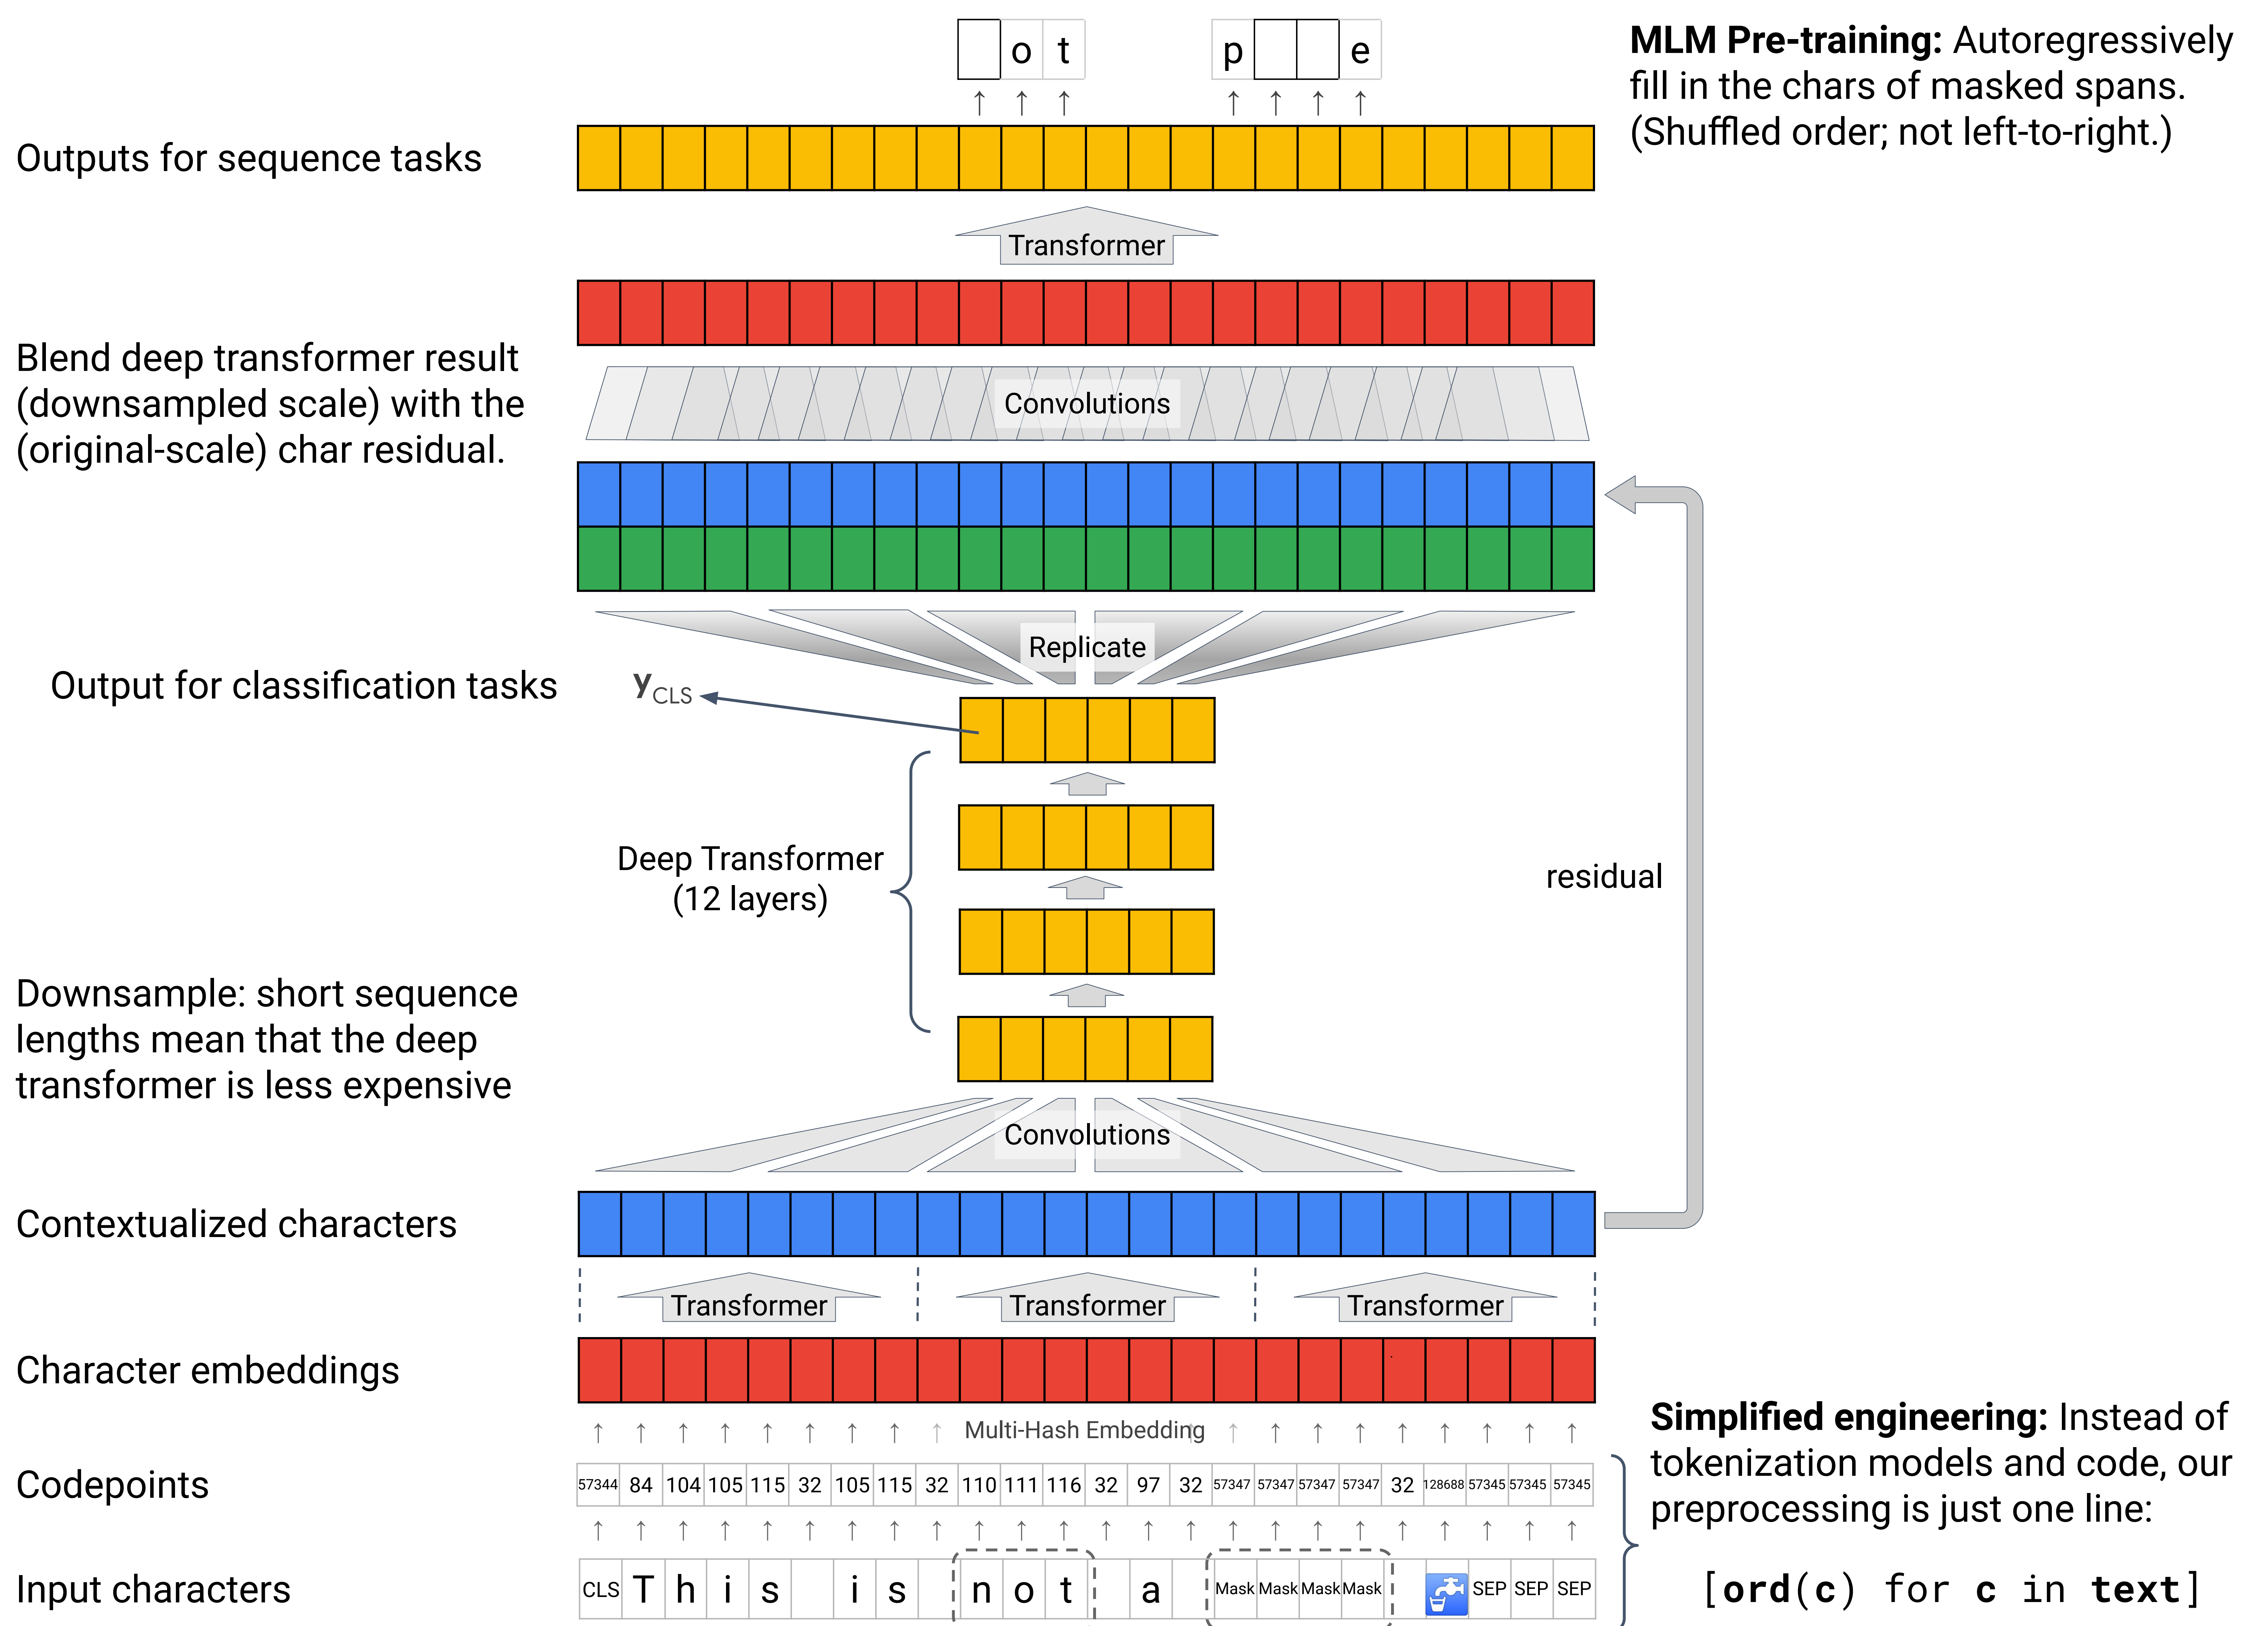 o t
p e
MLM Pre-training: Autoregressively
fill in the chars of masked spans.
(Shuffled order; not left-to-right.)
Outputs for sequence tasks
Transformer
Blend deep transformer result
(downsampled scale) with the
(original-scale) char residual.
Convolutions
Replicate
Output for classification tasks
yCLS
Deep Transformer
(12 layers)
residual
Downsample: short sequence
lengths mean that the deep
transformer is less expensive
Convolutions
Contextualized characters
Transformer Transformer Transformer
Character embeddings
Multi-Hash Embedding
Codepoints
57344 84 104 105 115 32 105 115 32 110 111 116 32 97 32 57347 57347 57347 57347 32 128688 57345 57345 57345
Input characters
CLS T h i s i s n o t a Mask Mask Mask Mask SEP SEP SEP
Simplified engineering: Instead of
tokenization models and code, our
preprocessing is just one line:
[ord(c) for c in text]